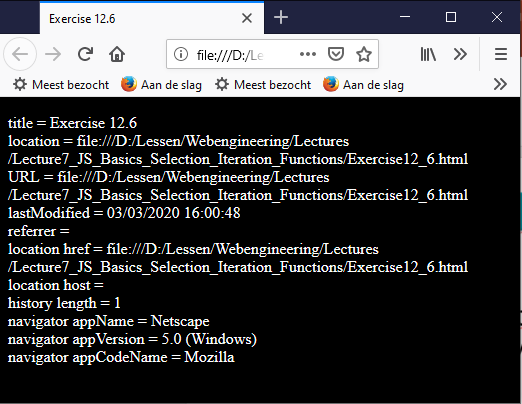 Exercise 12.6
file:///D:/Le
Meest bezocht Aan de slag Meest bezocht Aan de slag
title = Exercise 12.6
location = file:///D:/Lessen/Webengineering/Lectures
/Lecture7_JS_Basics_Selection_Iteration_Functions/Exercise12_6.html
URL = file:///D:/Lessen/Webengineering/Lectures
/Lecture7_JS_Basics_Selection_Iteration_Functions/Exercise12_6.html
lastModified = 03/03/2020 16:00:48
referrer =
location href = file:///D:/Lessen/Webengineering/Lectures
/Lecture7_JS_Basics_Selection_Iteration_Functions/Exercise12_6.html
location host =
history length = 1
navigator appName = Netscape
navigator appVersion = 5.0 (Windows)
navigator appCodeName = Mozilla